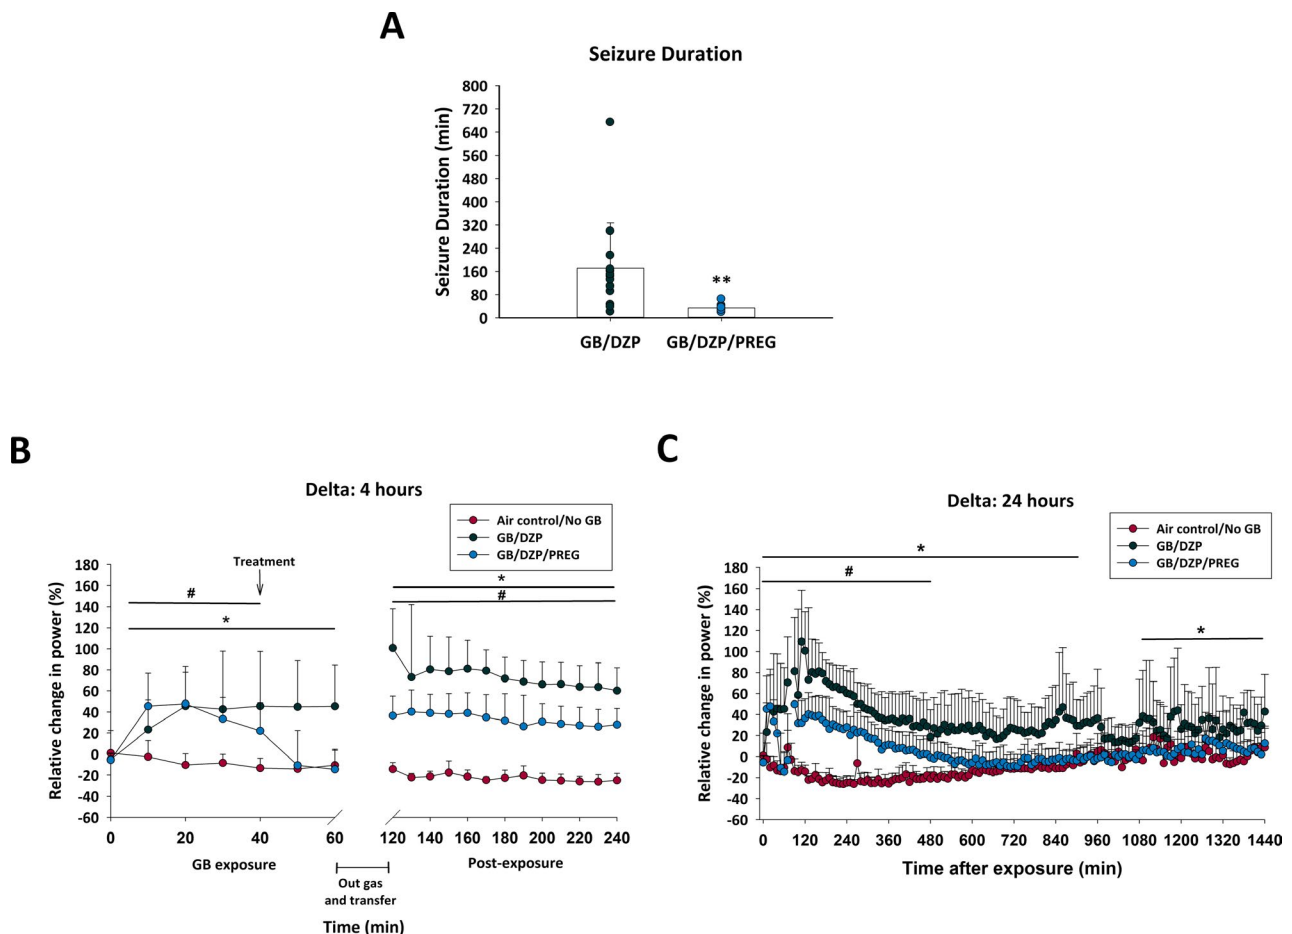 A
Seizure Duration
Seizure Duration (min)
800
720
640
560
480
400
320
240
160
80
0
**
GB/DZP
GB/DZP/PREG
B
Delta: 4 hours
Air control/No GB
GB/DZP
GB/DZP/PREG
Treatment
#
*
*
#
Relative change in power (%)
180
160
140
120
100
80
60
40
20
0
-20
-40
-60
0 20 40 60 120 140 160 180 200 220 240
GB exposure
Post-exposure
Out gas
and transfer
Time (min)
C
Delta: 24 hours
Air control/No GB
GB/DZP
GB/DZP/PREG
*
#
*
Relative change in power (%)
180
160
140
120
100
80
60
40
20
0
-20
-40
-60
0 120 240 360 480 600 720 840 960 1080 1200 1320 1440
Time after exposure (min)